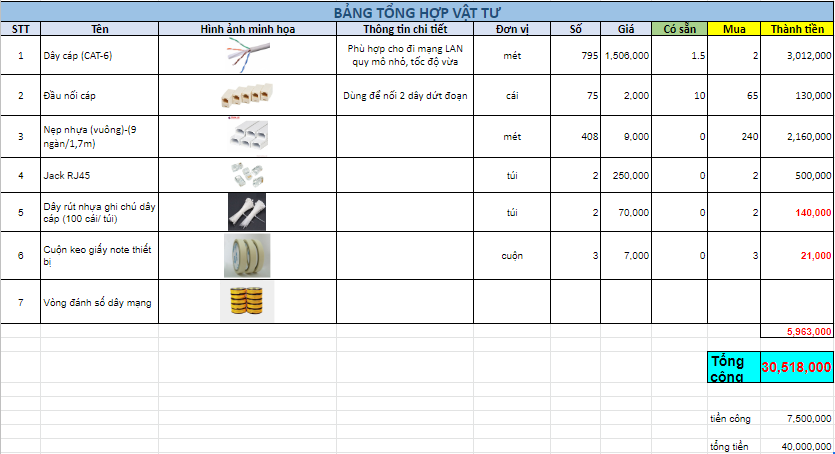 BẢNG TỔNG HỢP VẬT TƯ
STT Tên Hình ảnh minh họa Thông tin chi tiết Đơn vị Số Giá Có sẵn Mua Thành tiền
1 Dây cáp (CAT-6) Phù hợp cho đi mạng LAN mét 795 1,506,000 1.5 2 3,012,000
quy mô nhỏ, tốc độ vừa
2 Đầu nối cáp Dùng để nối 2 dây dứt đoạn cái 75 2,000 10 65 130,000
3 Nẹp nhựa (vuông)-(9 mét 408 9,000 0 240 2,160,000
ngàn/1,7m)
4 Jack RJ45 túi 2 250,000 0 2 500,000
5 Dây rút nhựa ghi chú dây túi 2 70,000 0 2 140,000
cáp (100 cái/ túi)
6 Cuộn keo giấy note thiết cuộn 3 7,000 0 3 21,000
bị
7 Vòng đánh số dây mạng
5,963,000
Tổng 30,518,000
cộng
tiền công 7,500,000
tổng tiền 40,000,000